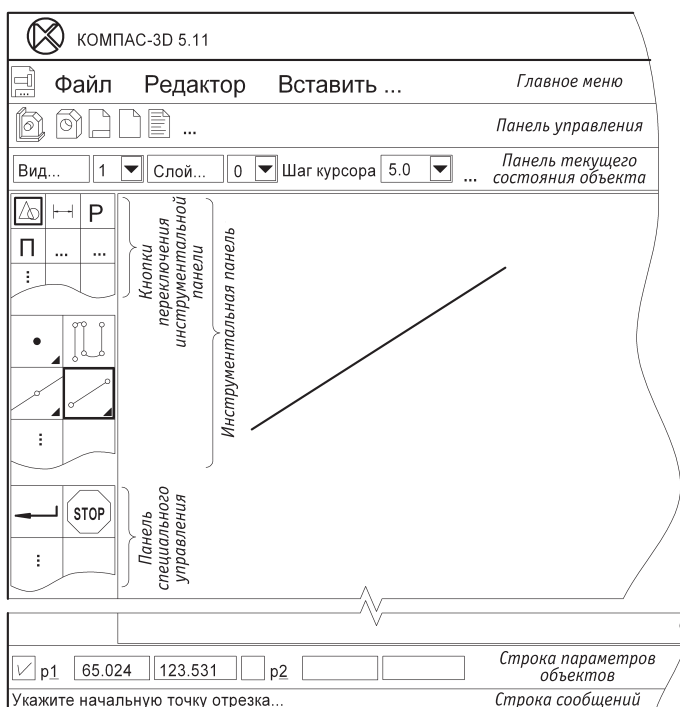 КОМПАС-3D 5.11
Файл Редактор Вставить ... Главное меню
... Панель управления
Вид... 1 Слой... 0 Шаг курсора 5.0 ... Панель текущего
состояния объекта
Р
П ... ...
...
Кнопки
переключения
инструментальной
панели
Инструментальная панель
...
STOP
...
Панель
специального
управления
p1 65.024 123.531 p2 Строка параметров
объектов
Укажите начальную точку отрезка... Строка сообщений